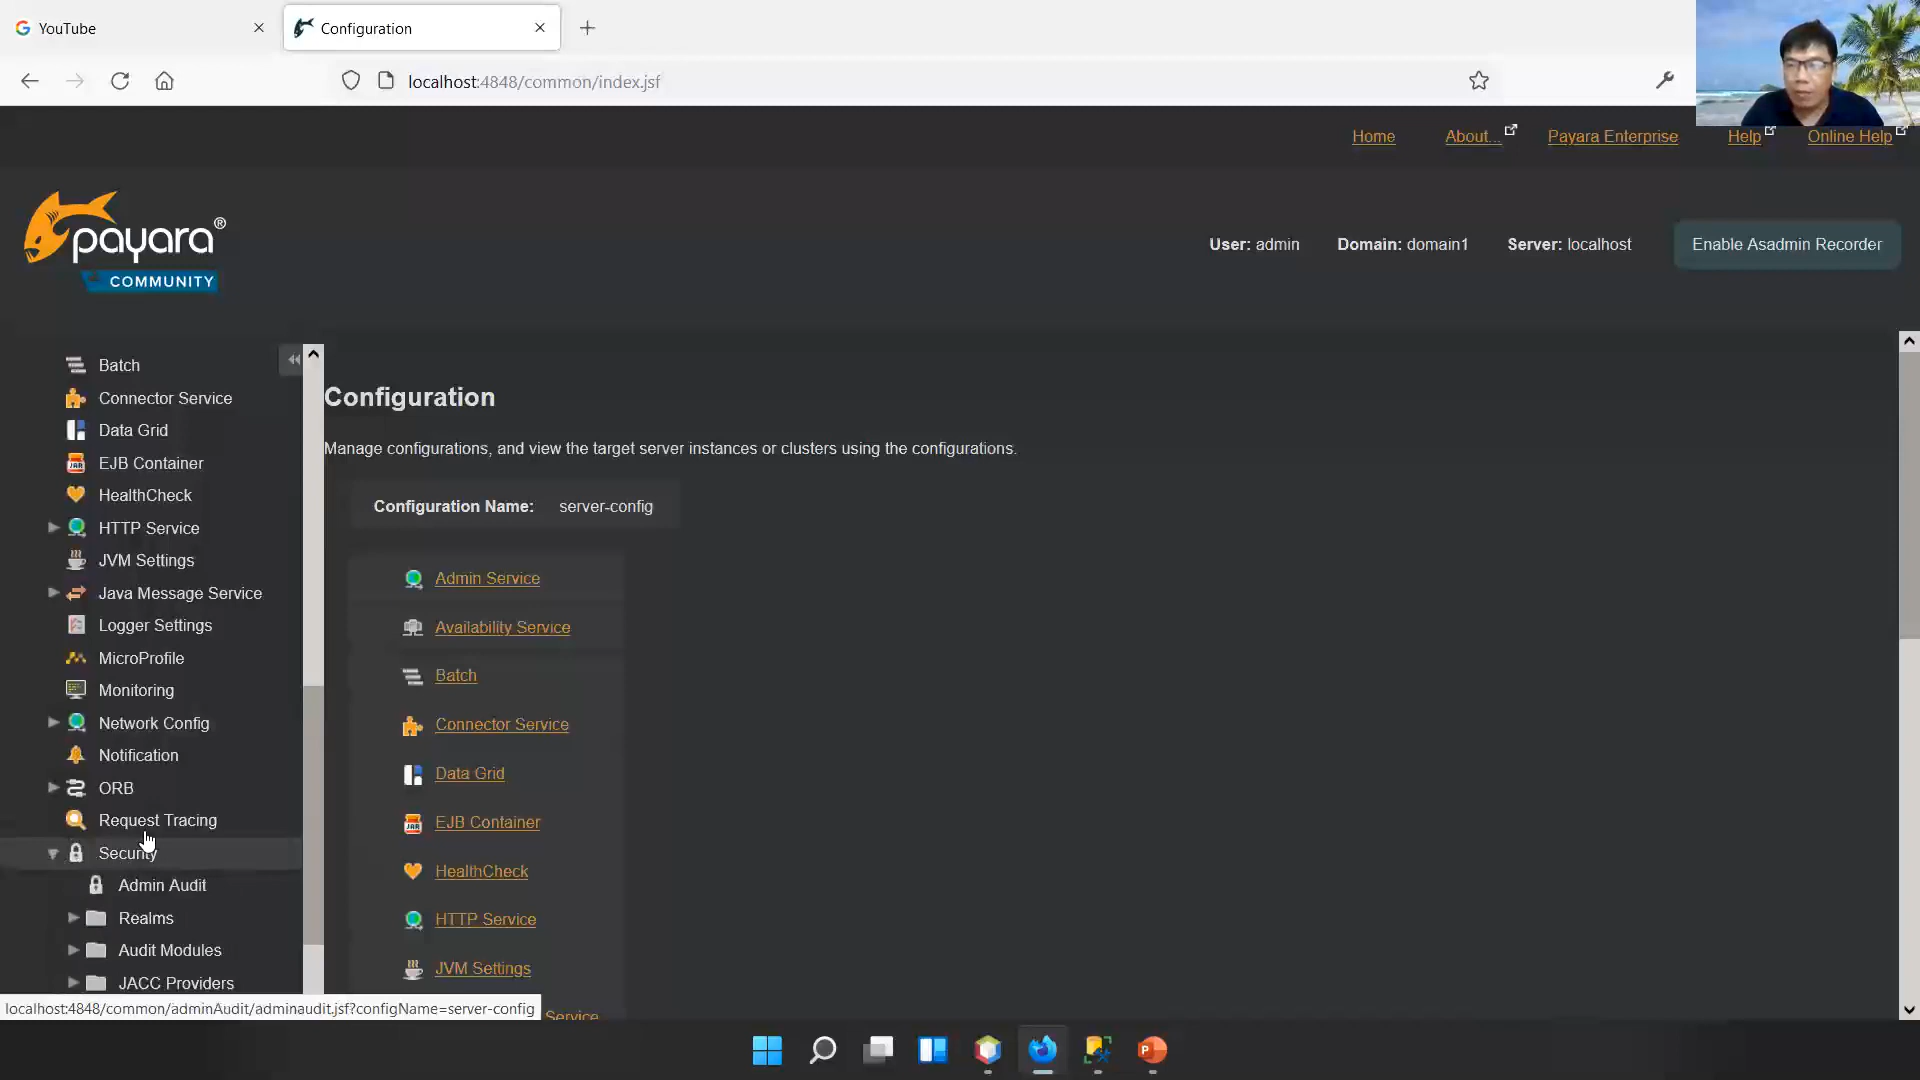 YouTube
Configuration
localhost:4848/common/index.jsf
Home
About...
Payara Enterprise
Help
Online Help
payara®
COMMUNITY
User: admin
Domain: domain1
Server: localhost
Enable Asadmin Recorder
Batch
Connector Service
Data Grid
EJB Container
HealthCheck
HTTP Service
JVM Settings
Java Message Service
Logger Settings
MicroProfile
Monitoring
Network Config
Notification
ORB
Request Tracing
Security
Admin Audit
Realms
Audit Modules
JACC Providers
Configuration
Manage configurations, and view the target server instances or clusters using the configurations.
Configuration Name: server-config
Admin Service
Availability Service
Batch
Connector Service
Data Grid
EJB Container
HealthCheck
HTTP Service
JVM Settings
Service
localhost:4848/common/adminAudit/adminaudit.jsf?configName=server-config